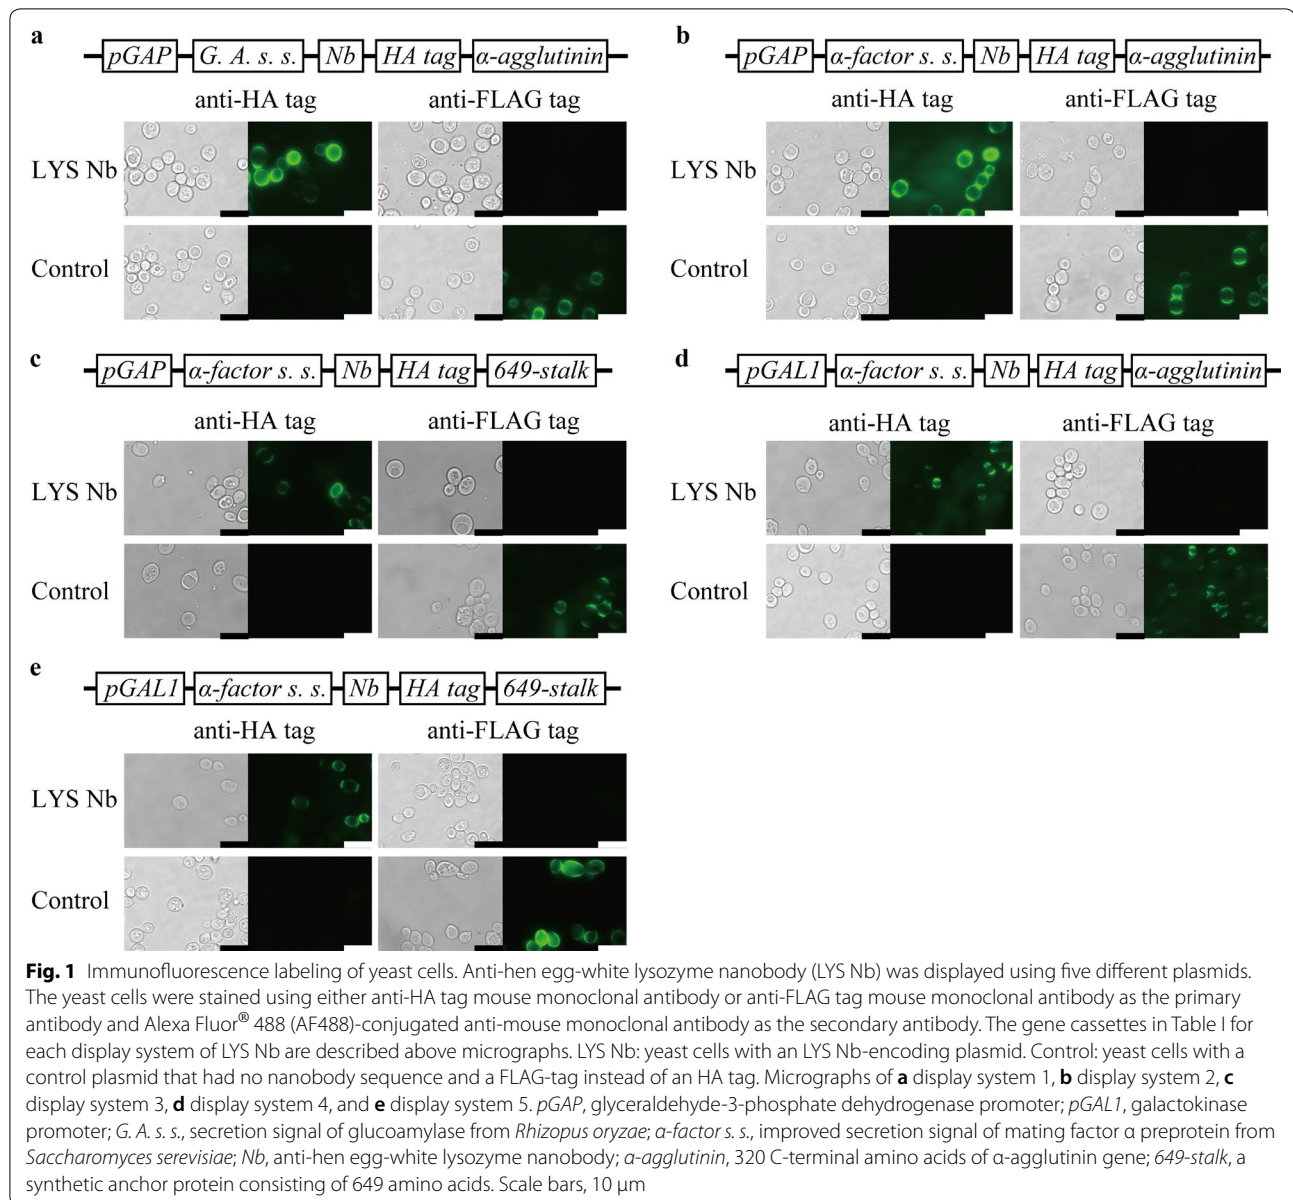 a
pGAP G. A. s. s. Nb HA tag α-agglutinin
anti-HA tag anti-FLAG tag
LYS Nb
Control
b
pGAP α-factor s. s. Nb HA tag α-agglutinin
anti-HA tag anti-FLAG tag
LYS Nb
Control
c
pGAP α-factor s. s. Nb HA tag 649-stalk
anti-HA tag anti-FLAG tag
LYS Nb
Control
d
pGAL1 α-factor s. s. Nb HA tag α-agglutinin
anti-HA tag anti-FLAG tag
LYS Nb
Control
e
pGAL1 α-factor s. s. Nb HA tag 649-stalk
anti-HA tag anti-FLAG tag
LYS Nb
Control
Fig. 1 Immunofluorescence labeling of yeast cells. Anti-hen egg-white lysozyme nanobody (LYS Nb) was displayed using five different plasmids.
The yeast cells were stained using either anti-HA tag mouse monoclonal antibody or anti-FLAG tag mouse monoclonal antibody as the primary
antibody and Alexa Fluor® 488 (AF488)-conjugated anti-mouse monoclonal antibody as the secondary antibody. The gene cassettes in Table I for
each display system of LYS Nb are described above micrographs. LYS Nb: yeast cells with an LYS Nb-encoding plasmid. Control: yeast cells with a
control plasmid that had no nanobody sequence and a FLAG-tag instead of an HA tag. Micrographs of a display system 1, b display system 2, c
display system 3, d display system 4, and e display system 5. pGAP, glyceraldehyde-3-phosphate dehydrogenase promoter; pGAL1, galactokinase
promoter; G. A. s. s., secretion signal of glucoamylase from Rhizopus oryzae; α-factor s. s., improved secretion signal of mating factor α preprotein from
Saccharomyces serevisiae; Nb, anti-hen egg-white lysozyme nanobody; α-agglutinin, 320 C-terminal amino acids of α-agglutinin gene; 649-stalk, a
synthetic anchor protein consisting of 649 amino acids. Scale bars, 10 μm